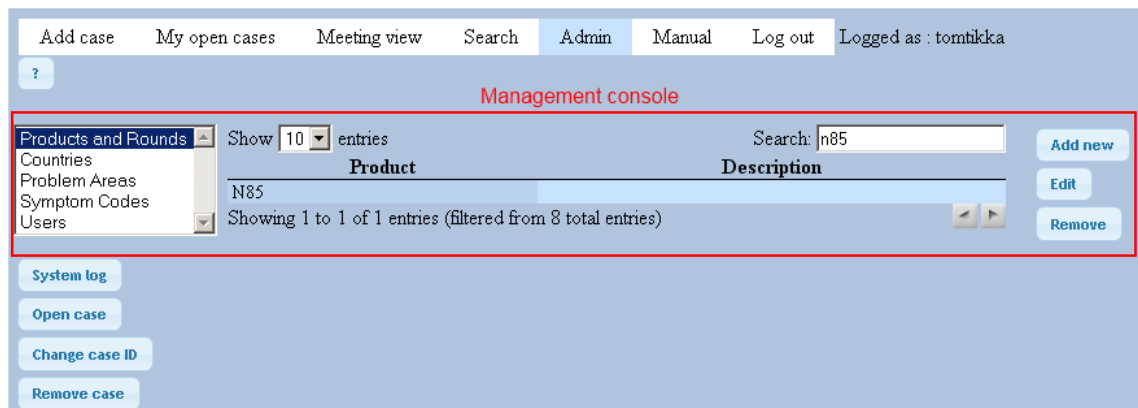 Add case My open cases Meeting view Search Admin Manual Log out Logged as : tomtikka
?
Management console
Products and Rounds
Countries
Problem Areas
Symptom Codes
Users
Show 10 entries Search: n85
Product Description
N85
Showing 1 to 1 of 1 entries (filtered from 8 total entries)
Add new
Edit
Remove
System log
Open case
Change case ID
Remove case